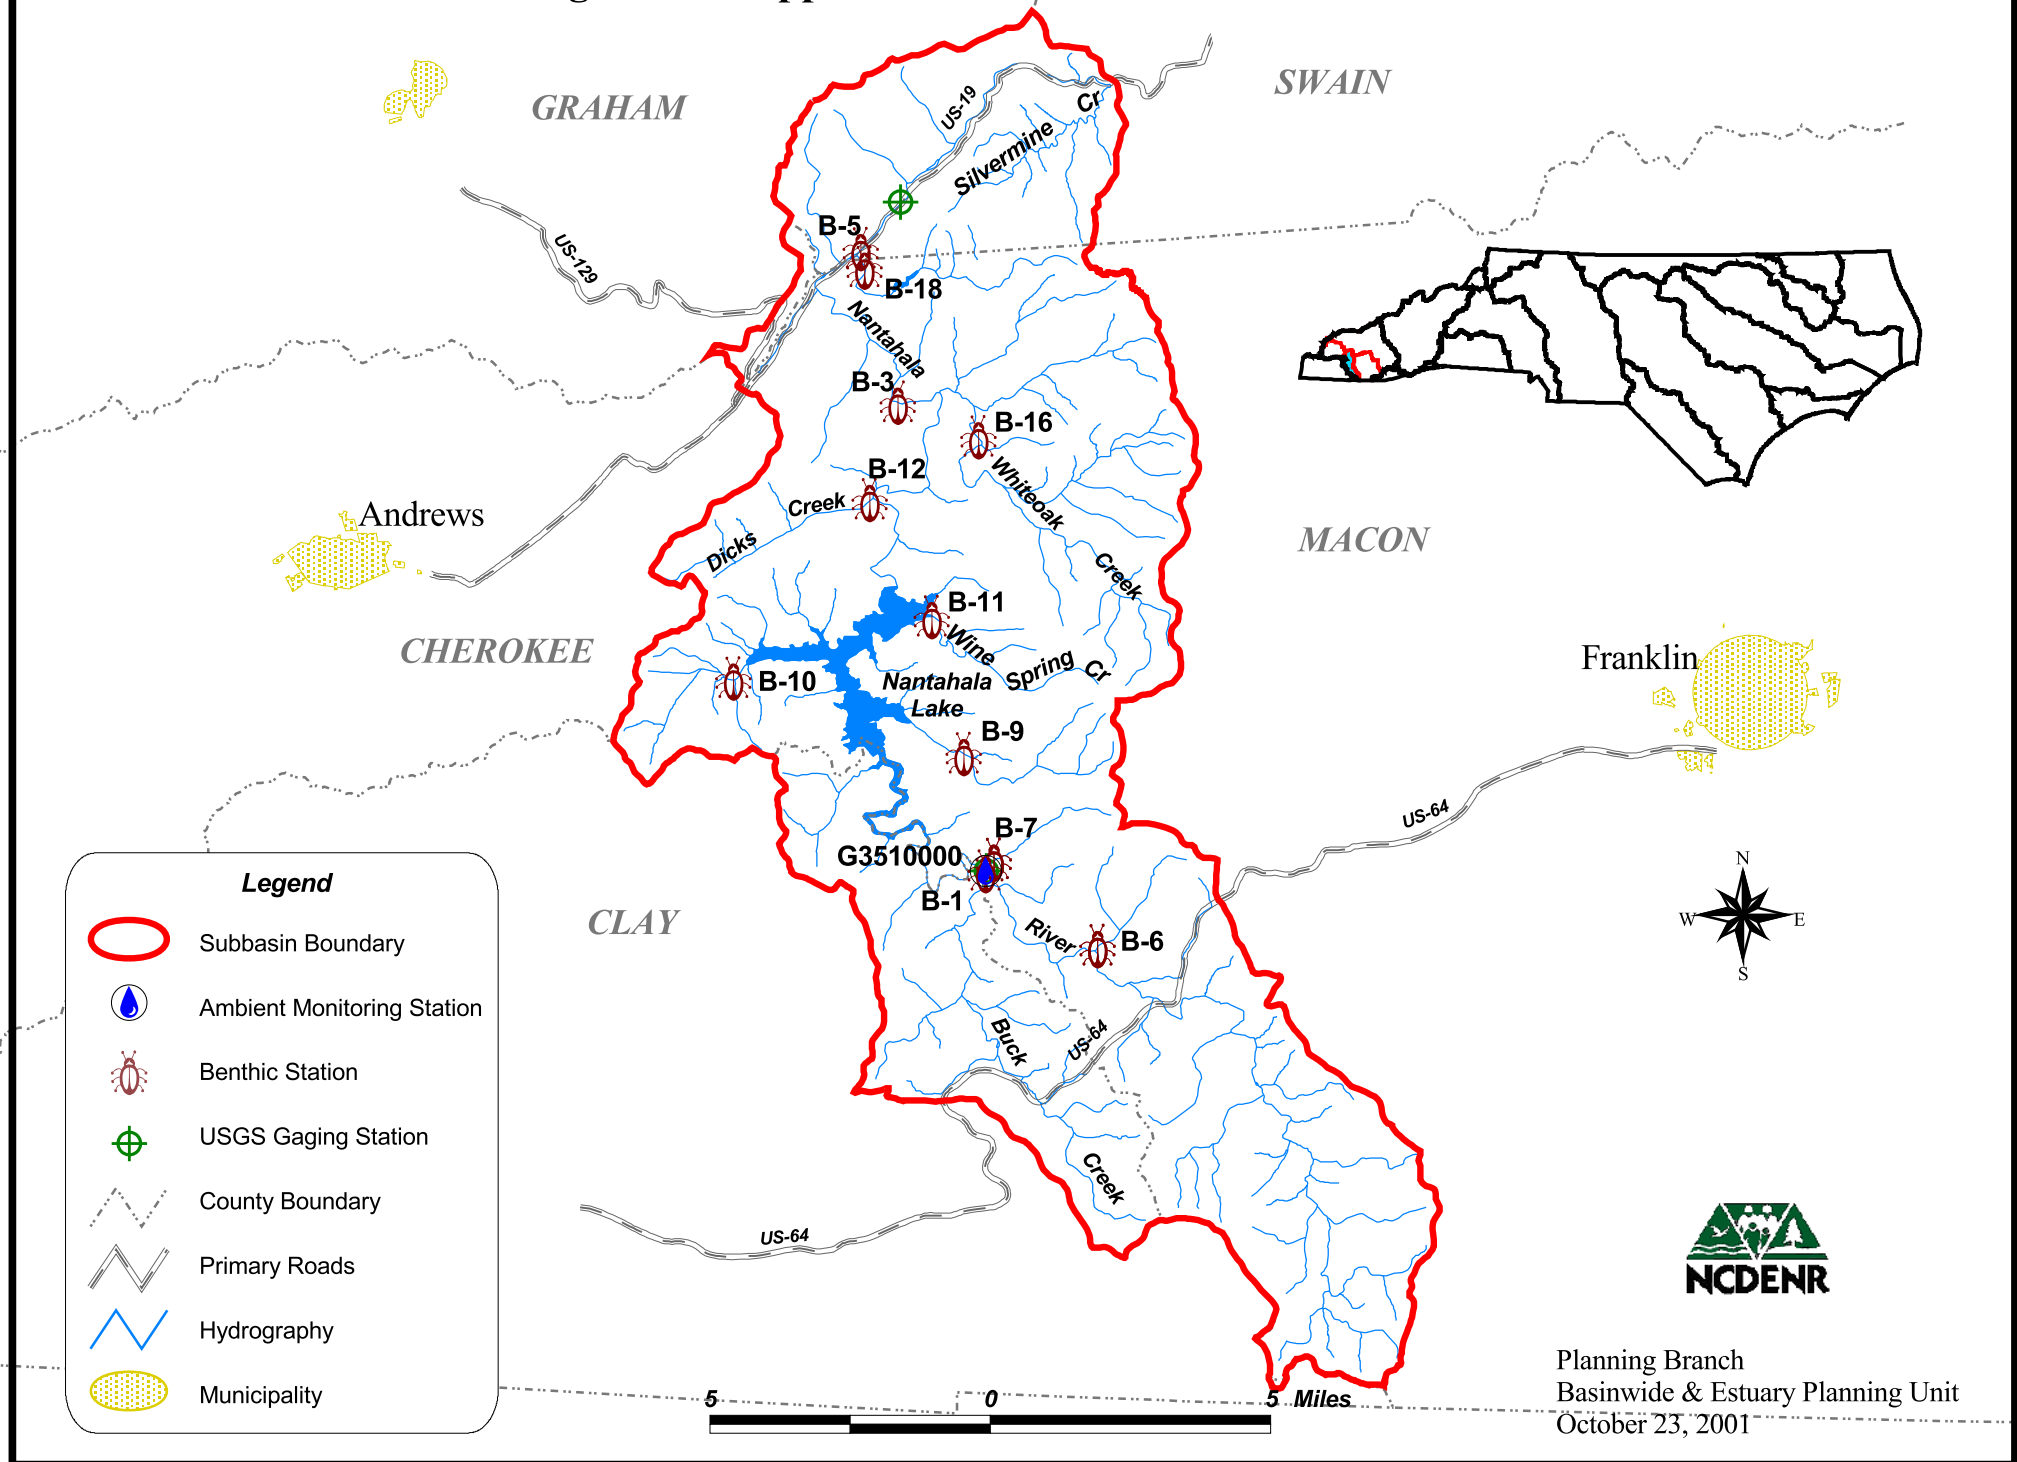 GRAHAM
SWAIN
US-19
Silvermine Cr
B-5
US-129
B-18
Nantahala
B-3
B-16
B-12
Whiteoak Creek
Dicks Creek
Andrews
MACON
B-11
CHEROKEE
Wine Spring Cr
Franklin
B-10
Nantahala
Lake
B-9
US-64
B-7
G3510000
B-1
CLAY
River
B-6
N
W
E
S
Buck Creek
US-64
US-64
Legend
Subbasin Boundary
Ambient Monitoring Station
Benthic Station
USGS Gaging Station
County Boundary
Primary Roads
Hydrography
Municipality
5 0 5 Miles
NCDENR
Planning Branch
Basinwide & Estuary Planning Unit
October 23, 2001